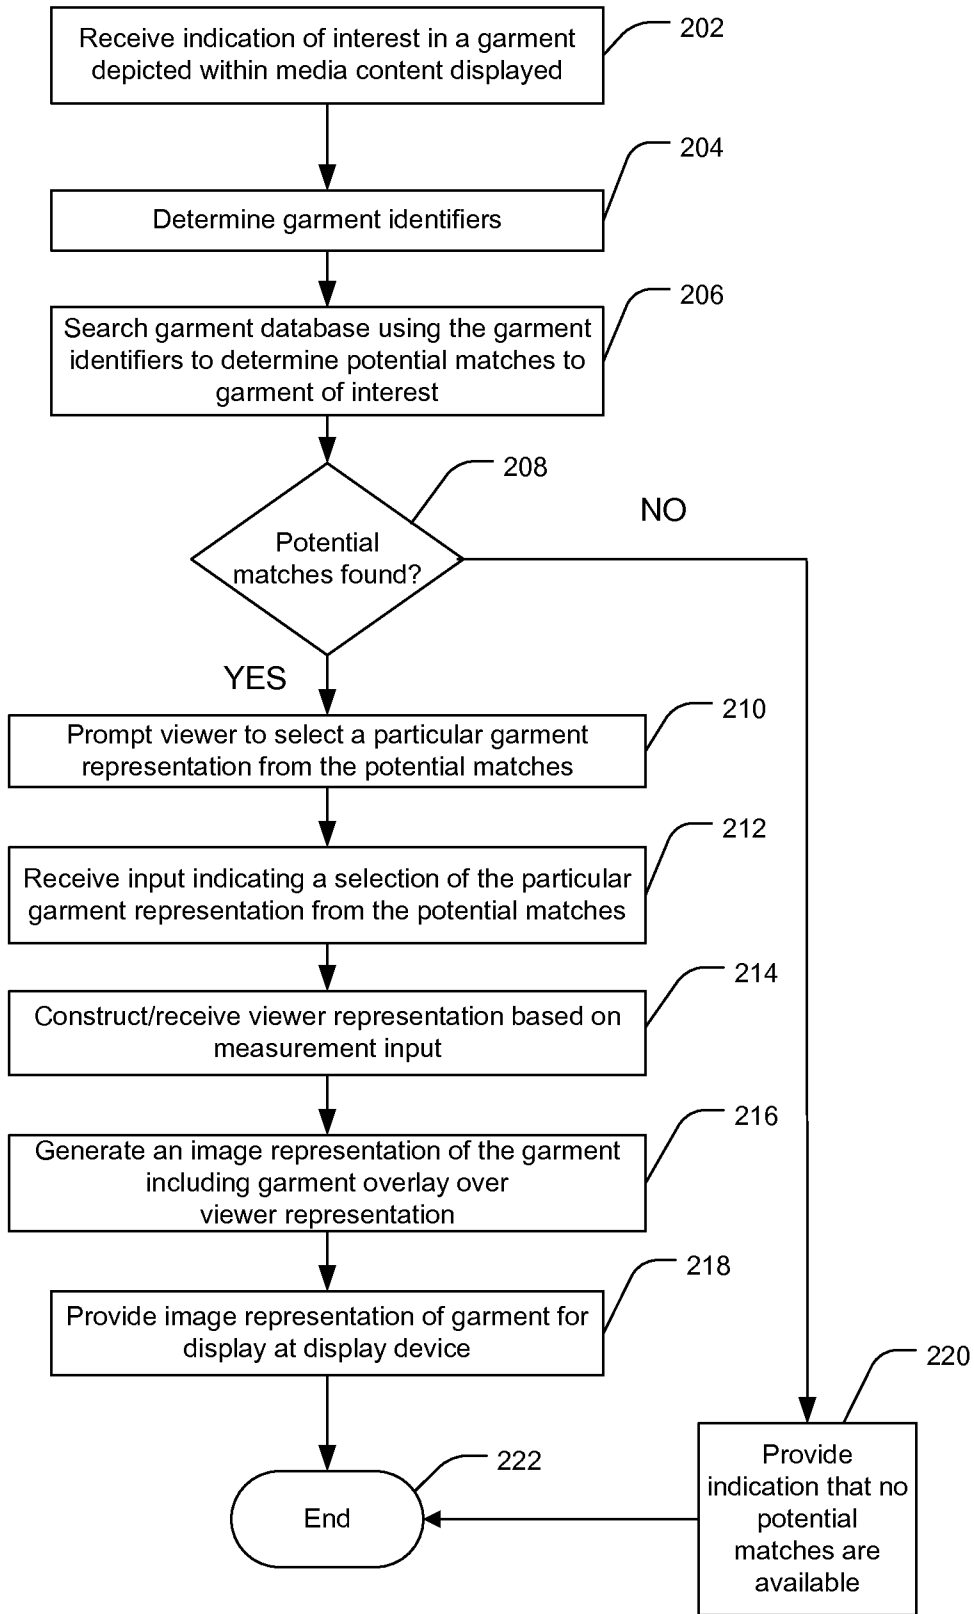 Receive indication of interest in a garment
depicted within media content displayed
202
Determine garment identifiers
204
Search garment database using the garment
identifiers to determine potential matches to
garment of interest
206
Potential
matches found?
208
NO
YES
Prompt viewer to select a particular garment
representation from the potential matches
210
Receive input indicating a selection of the particular
garment representation from the potential matches
212
Construct/receive viewer representation based on
measurement input
214
Generate an image representation of the garment
including garment overlay over
viewer representation
216
Provide image representation of garment for
display at display device
218
Provide
indication that no
potential
matches are
available
220
End
222